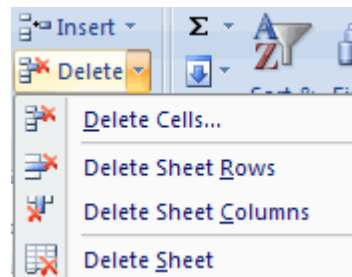 Insert Σ A
Z
Delete
Delete Cells...
Delete Sheet Rows
Delete Sheet Columns
Delete Sheet